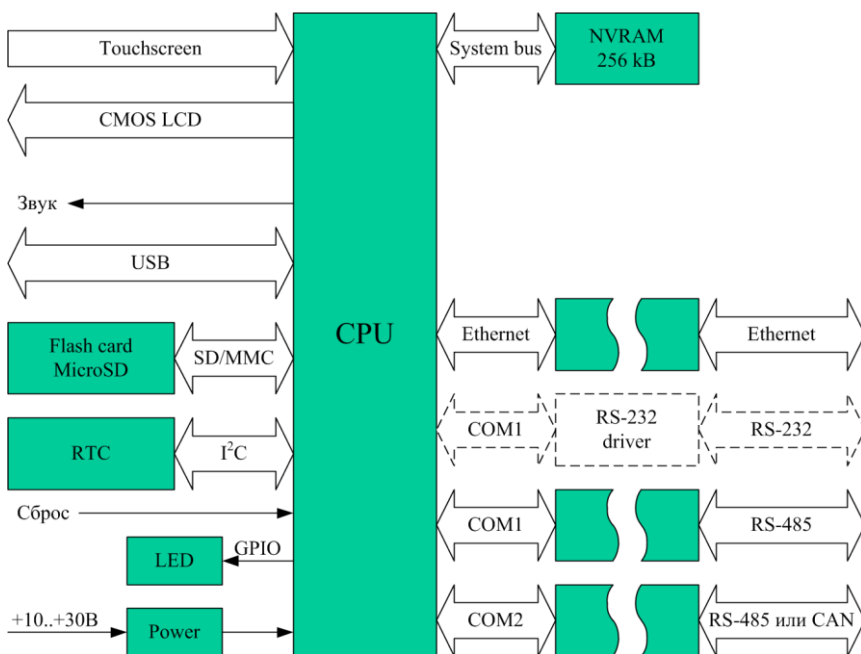 Touchscreen
System bus
NVRAM
256 kB
CMOS LCD
Звук
USB
CPU
Flash card
MicroSD
SD/MMC
Ethernet
Ethernet
COM1
RS-232
driver
RS-232
RTC
I²C
Сброс
COM1
RS-485
LED
GPIO
+10..+30В
Power
COM2
RS-485 или CAN